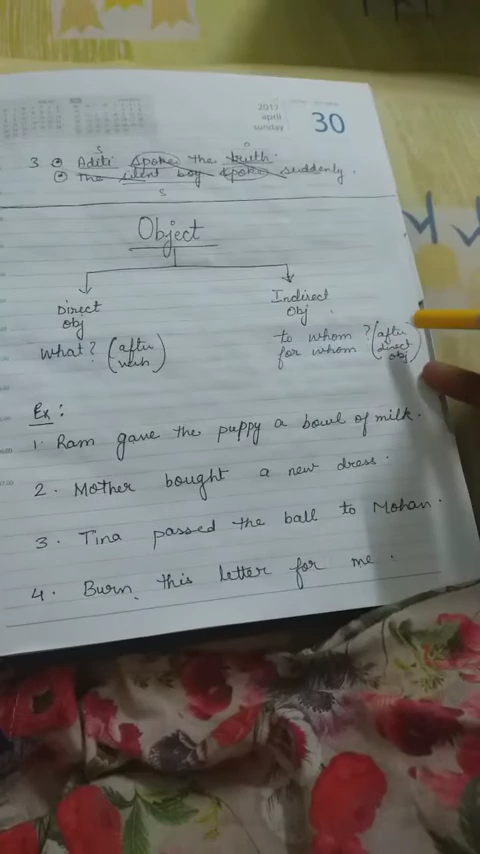 2017
april
sunday
30
S
O
3 Aditi spoke the truth.
The silent boy spoke suddenly.
S
Object
Direct
obj
What? (after
verb)
Indirect
Obj
to whom ? (after
for whom direct
obj)
Ex :
1. Ram gave the puppy a bowl of milk.
2. Mother bought a new dress.
3. Tina passed the ball to Mohan.
4. Burn this letter for me.